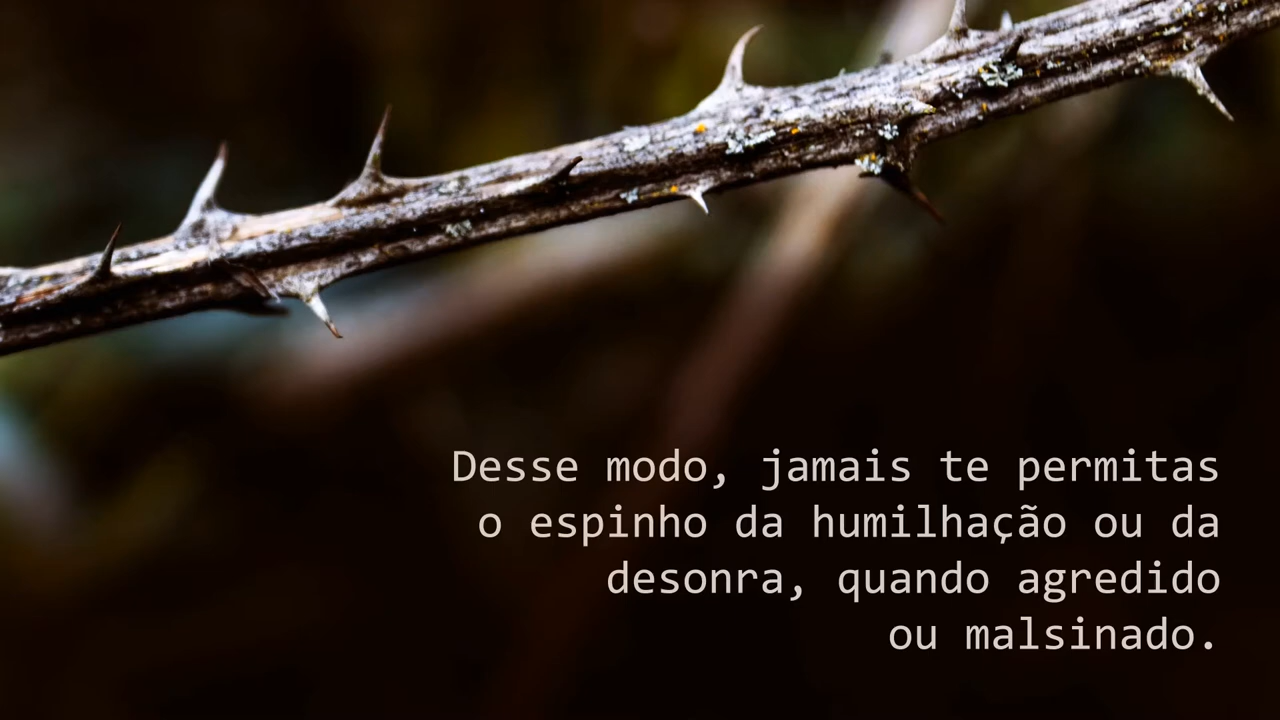 Desse modo, jamais te permitas
o espinho da humilhação ou da
desonra, quando agredido
ou malsinado.